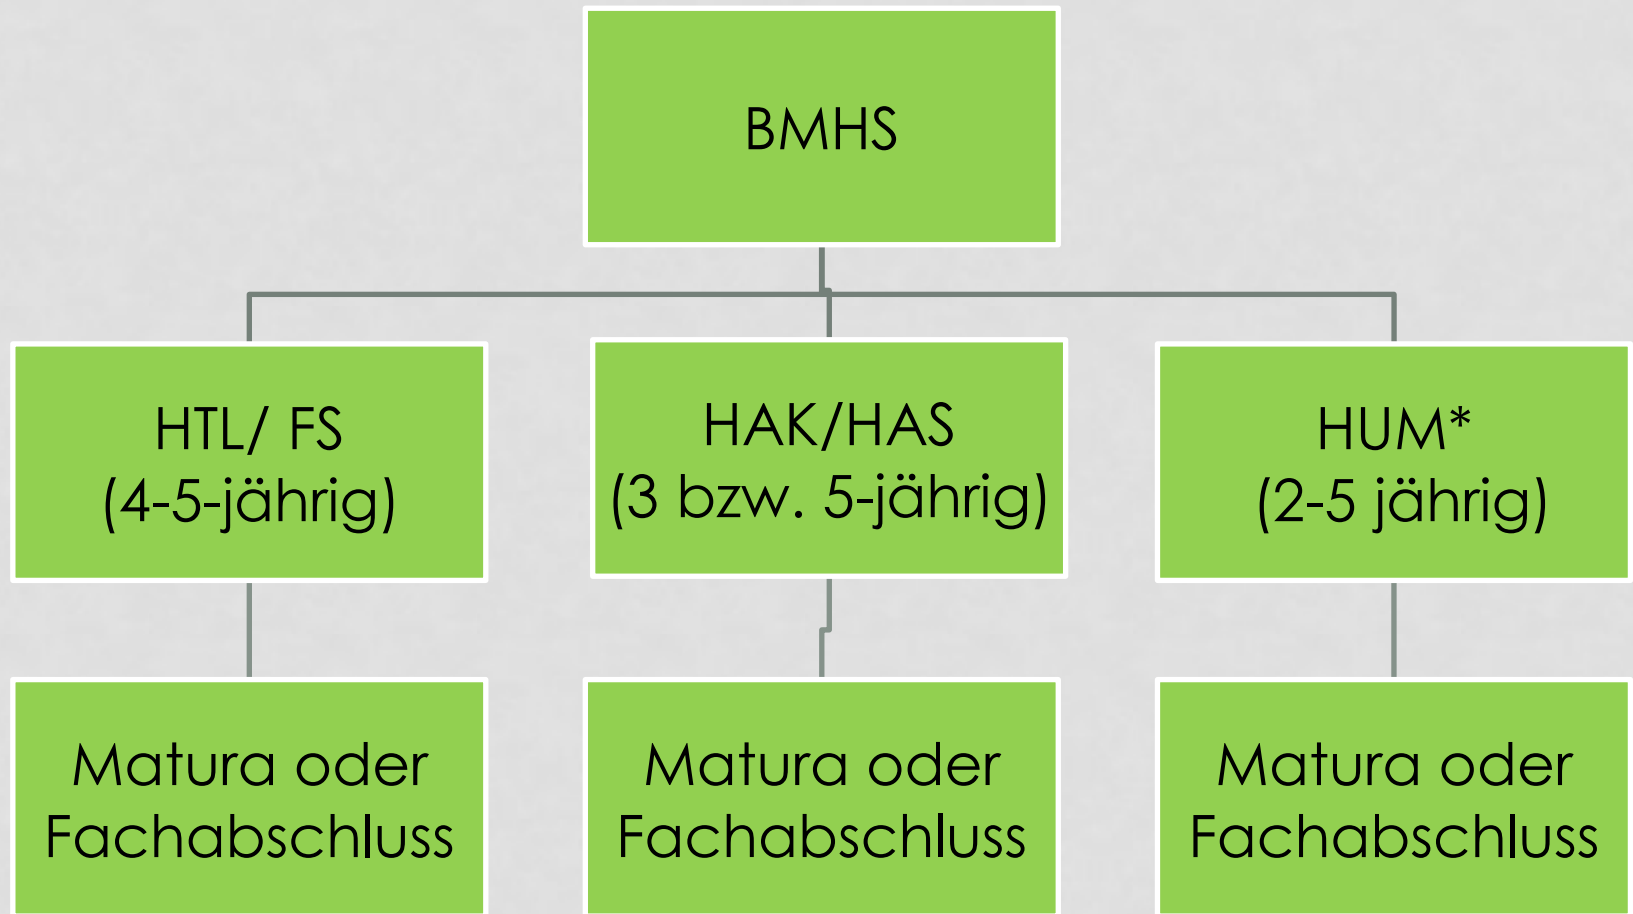 BMHS
HTL/ FS
(4-5-jährig)
HAK/HAS
(3 bzw. 5-jährig)
HUM*
(2-5 jährig)
Matura oder
Fachabschluss
Matura oder
Fachabschluss
Matura oder
Fachabschluss